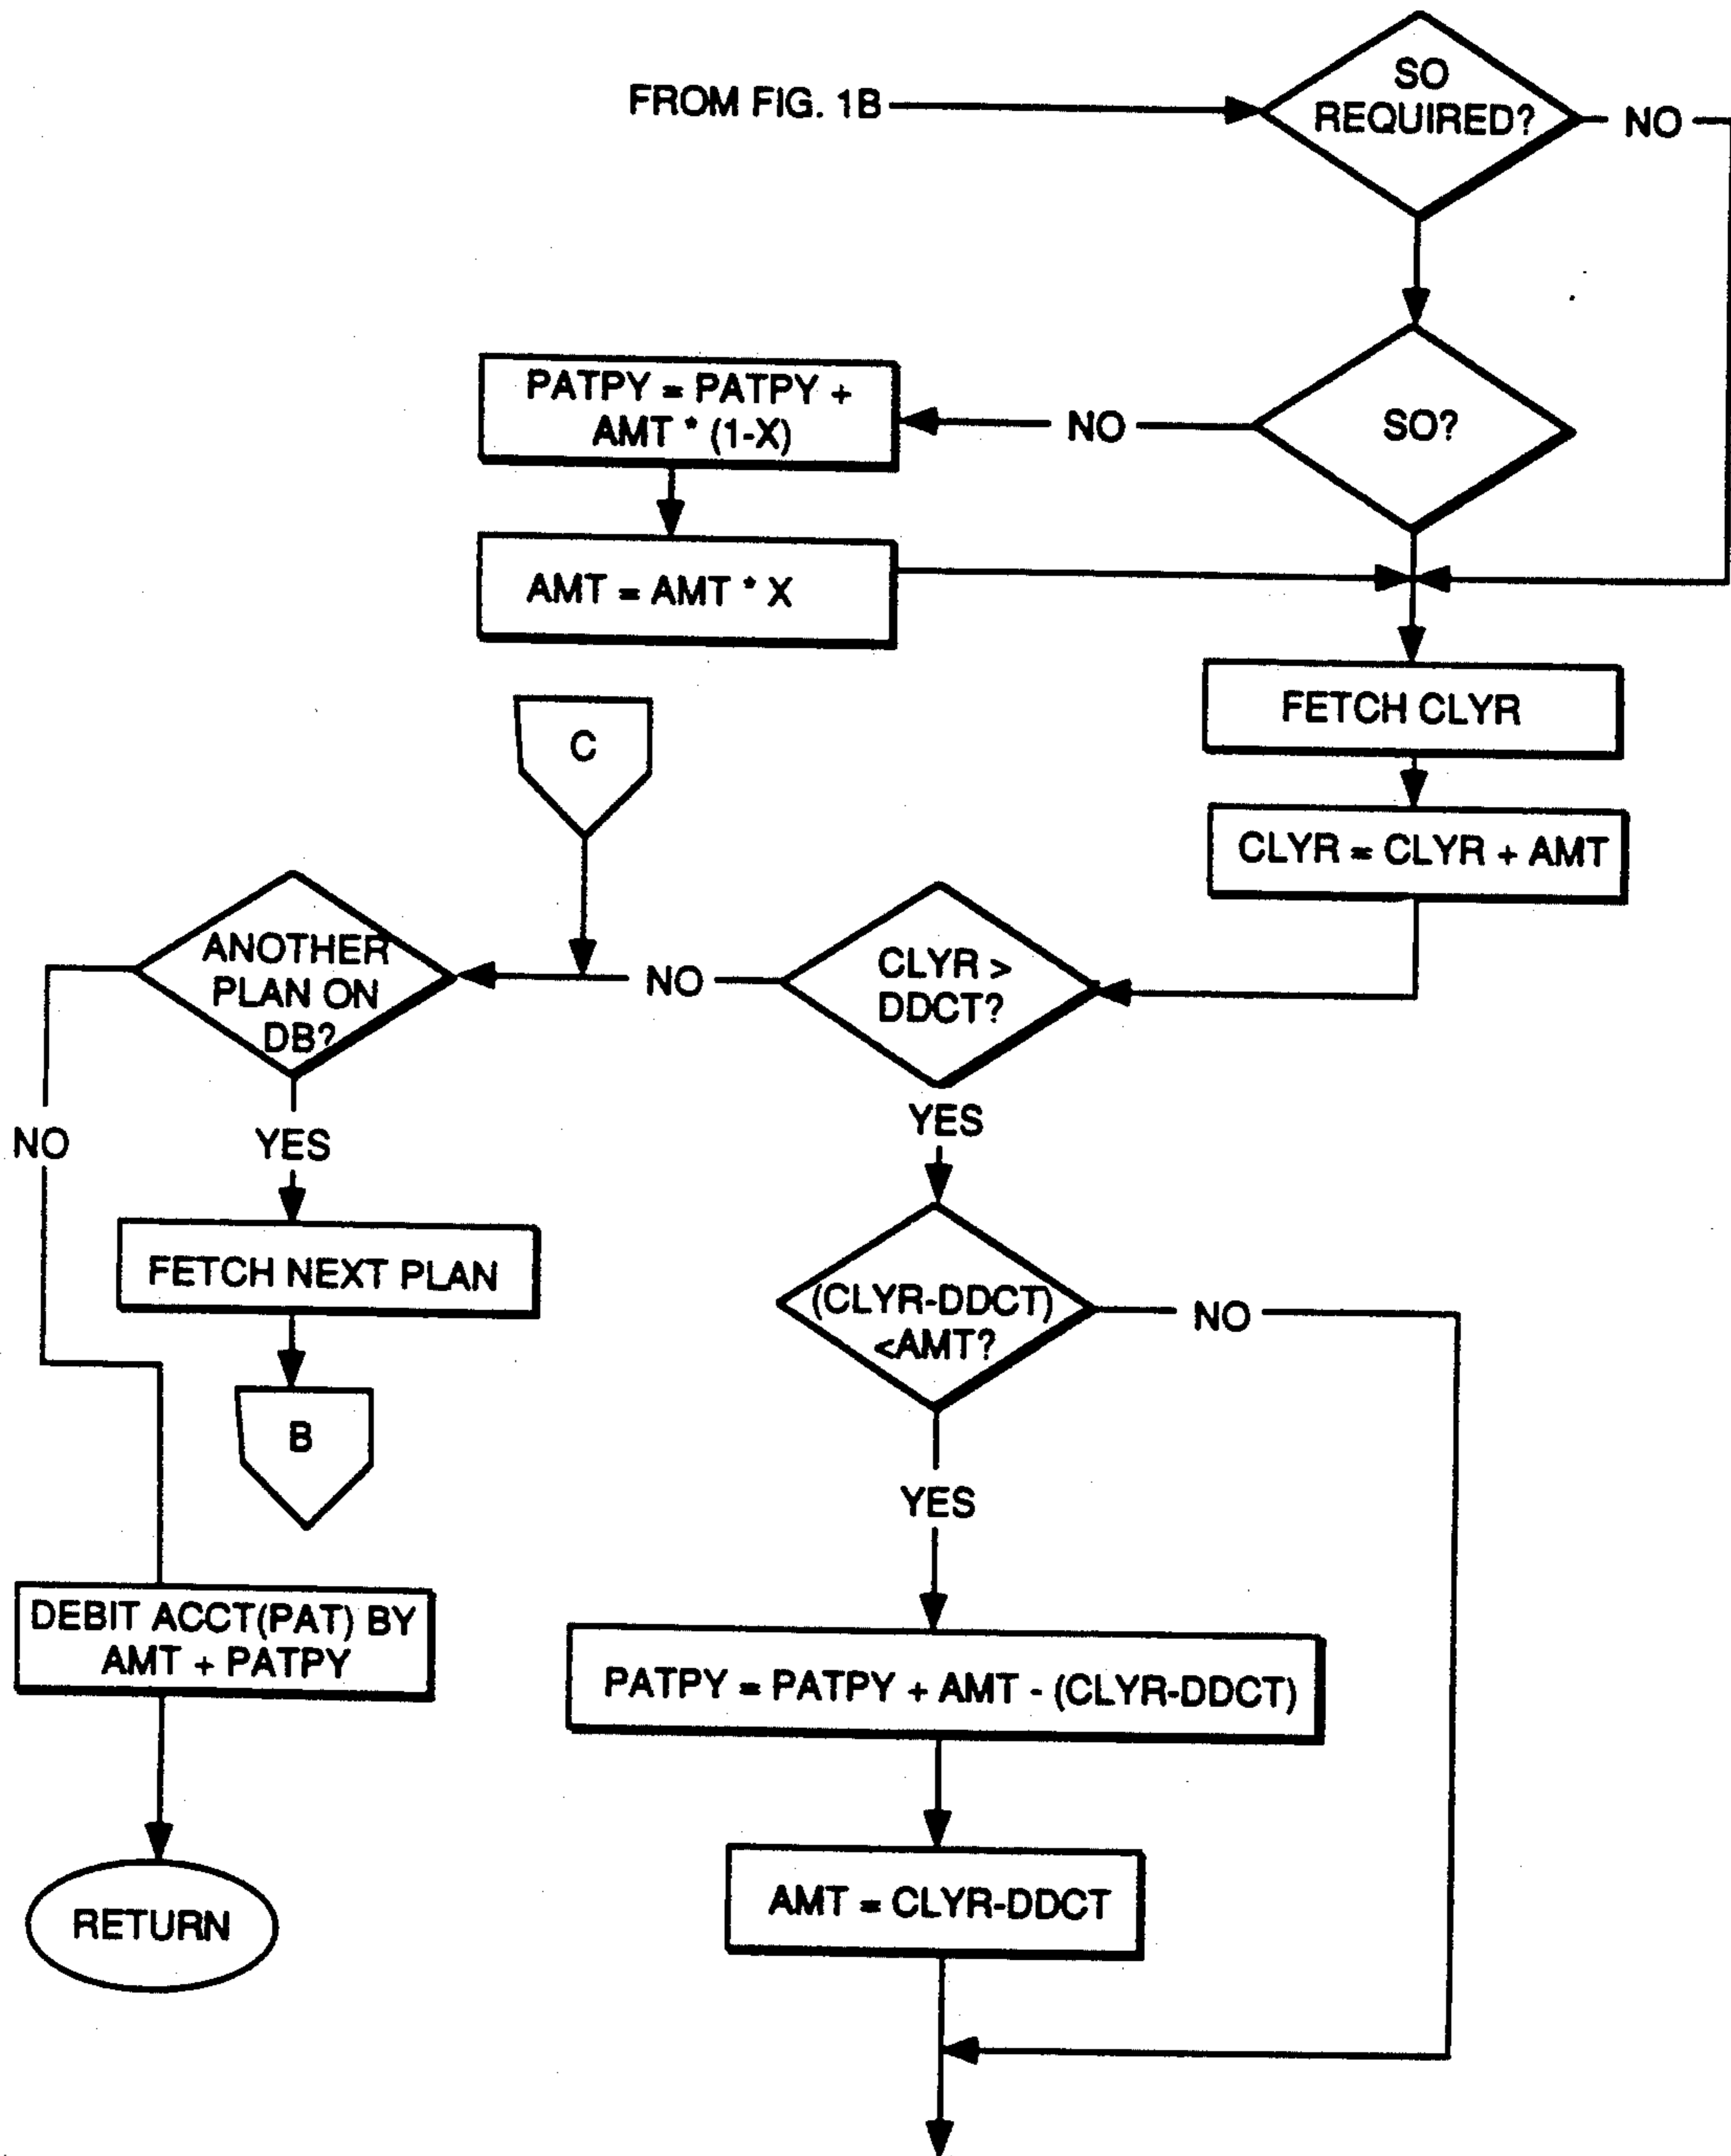 FROM FIG. 1B
SO
REQUIRED?
NO
PATPY = PATPY +
AMT * (1-X)
NO
SO?
AMT = AMT * X
FETCH CLYR
C
CLYR = CLYR + AMT
ANOTHER
PLAN ON
DB?
NO
CLYR >
DDCT?
NO
YES
YES
FETCH NEXT PLAN
(CLYR-DDCT)
<AMT?
NO
B
YES
DEBIT ACCT(PAT) BY
AMT + PATPY
PATPY = PATPY + AMT - (CLYR-DDCT)
AMT = CLYR-DDCT
RETURN